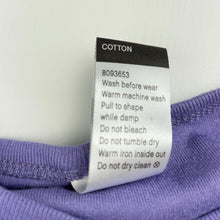 COTTON
8093653
Wash before wear
Warm machine wash
Pull to shape
while damp
Do not bleach
Do not tumble dry
Warm iron inside out
Do not dry clean ⓧ